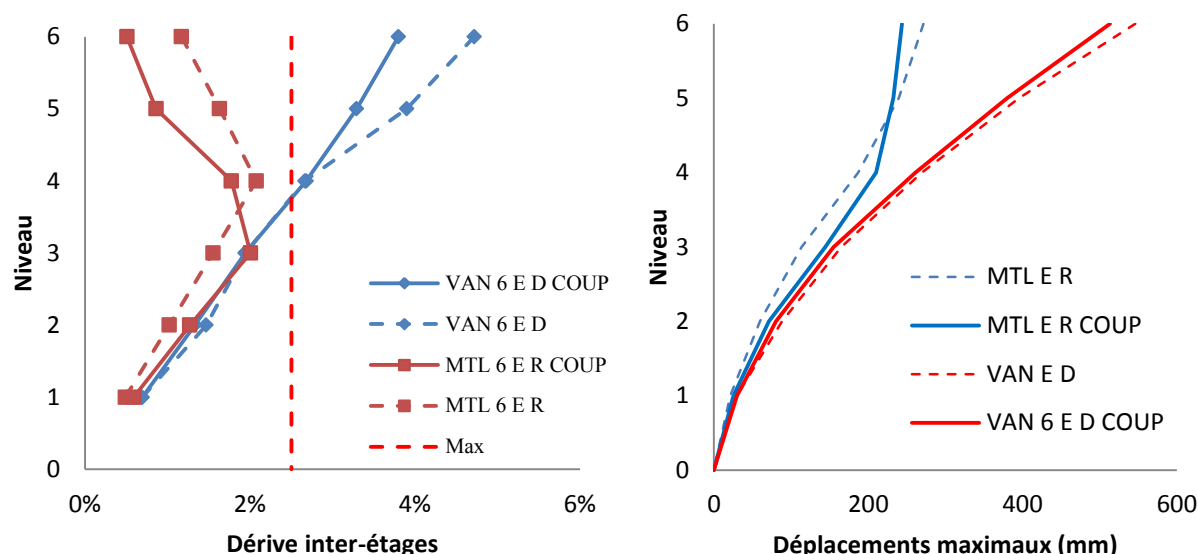 6
5
4
3
2
1
0
Niveau
0%
2%
4%
6%
Dérive inter-étages
VAN 6 E D COUP
VAN 6 E D
MTL 6 E R COUP
MTL 6 E R
Max
6
5
4
3
2
1
0
Niveau
0
200
400
600
Déplacements maximaux (mm)
MTL E R
MTL E R COUP
VAN E D
VAN 6 E D COUP